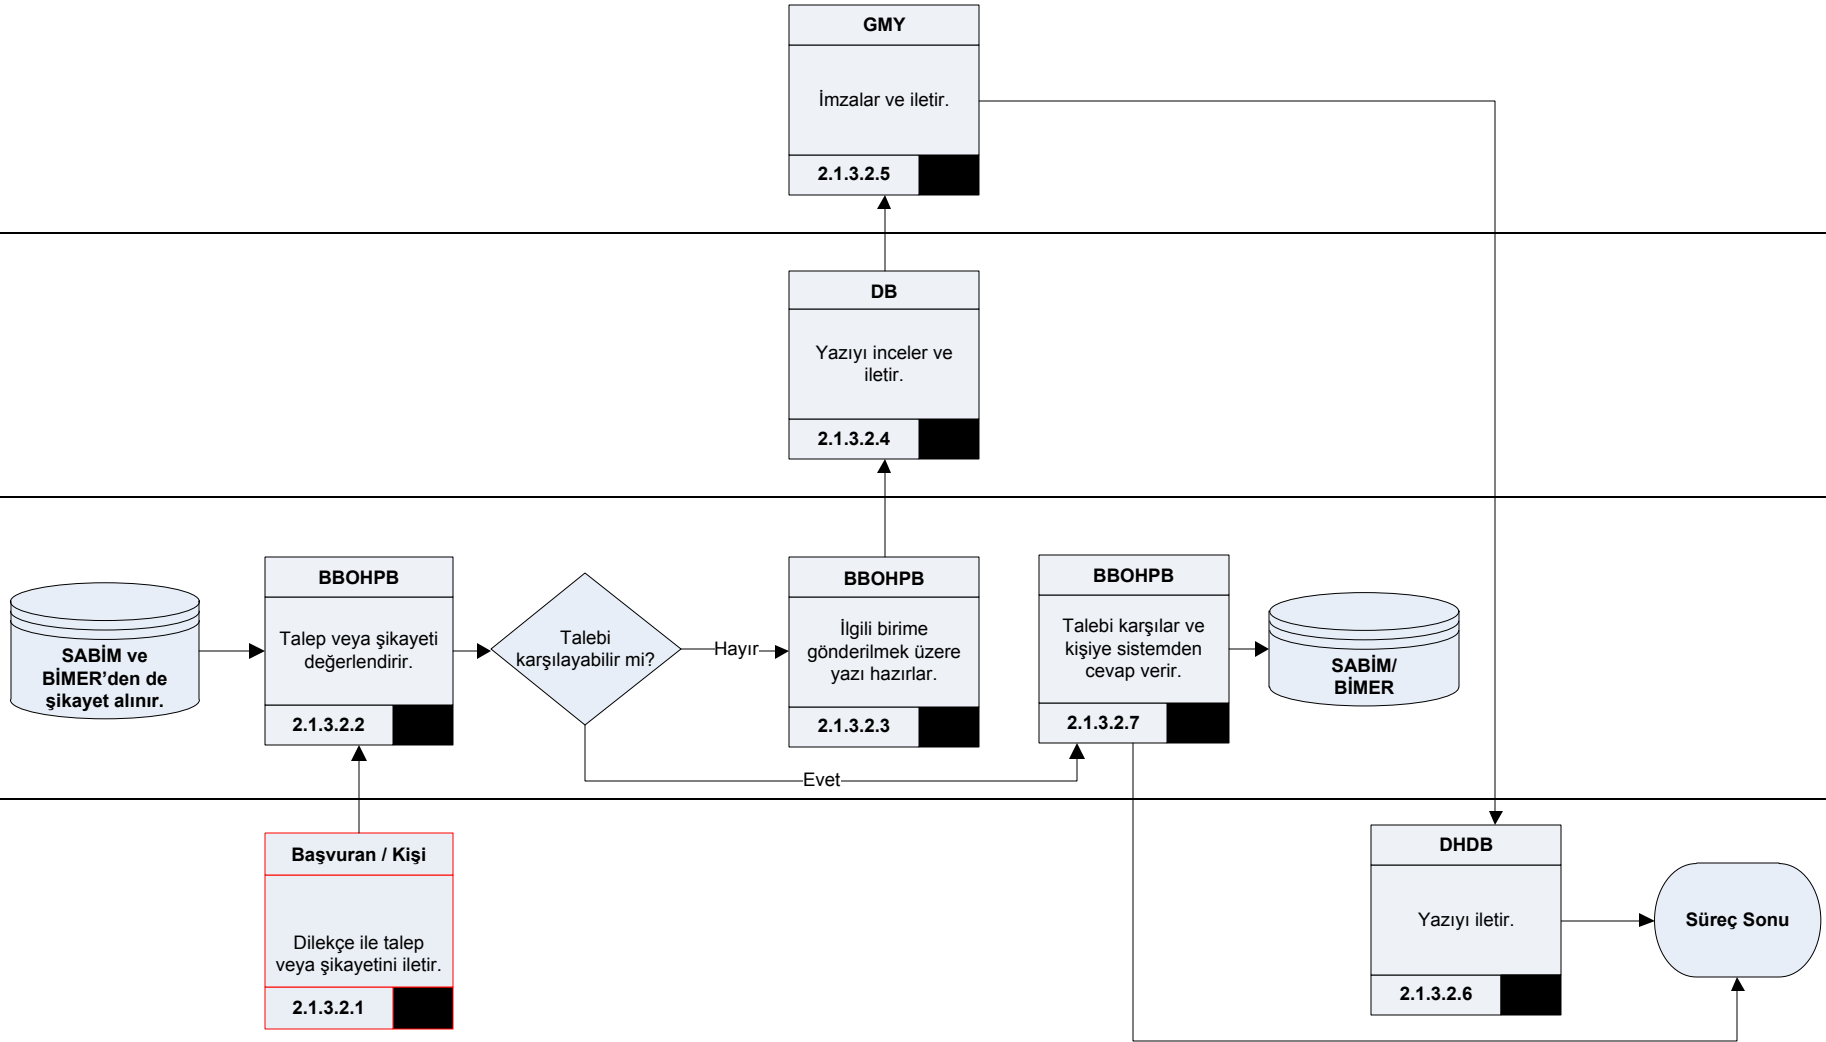 GMY
İmzalar ve iletir.
2.1.3.2.5
DB
Yazıyı inceler ve
iletir.
2.1.3.2.4
SABİM ve
BİMER’den de
şikayet alınır.
BBOHPB
Talep veya şikayeti
değerlendirir.
2.1.3.2.2
Talebi
karşılayabilir mi?
Hayır
BBOHPB
İlgili birime
gönderilmek üzere
yazı hazırlar.
2.1.3.2.3
BBOHPB
Talebi karşılar ve
kişiye sistemden
cevap verir.
2.1.3.2.7
SABİM/
BİMER
Evet
Başvuran / Kişi
Dilekçe ile talep
veya şikayetini iletir.
2.1.3.2.1
DHDB
Yazıyı iletir.
2.1.3.2.6
Süreç Sonu